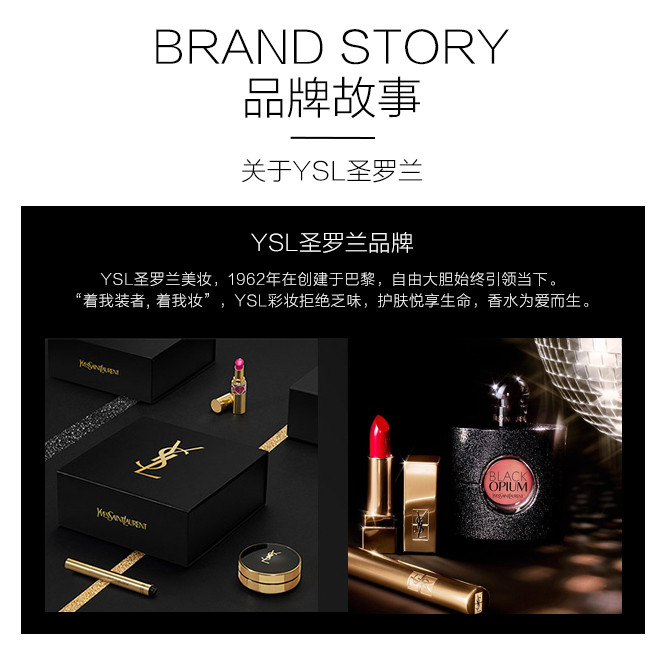 BRAND STORY
品牌故事
关于YSL圣罗兰
YSL圣罗兰品牌
YSL圣罗兰美妆，1962年在创建于巴黎，自由大胆始终引领当下。
“着我装者, 着我妆”，YSL彩妆拒绝乏味，护肤悦享生命，香水为爱而生。
YVESSAINTLAURENT
YSL
YVESSAINTLAURENT
YSL
BLACK
OPIUM
YVESSAINTLAURENT
YSL